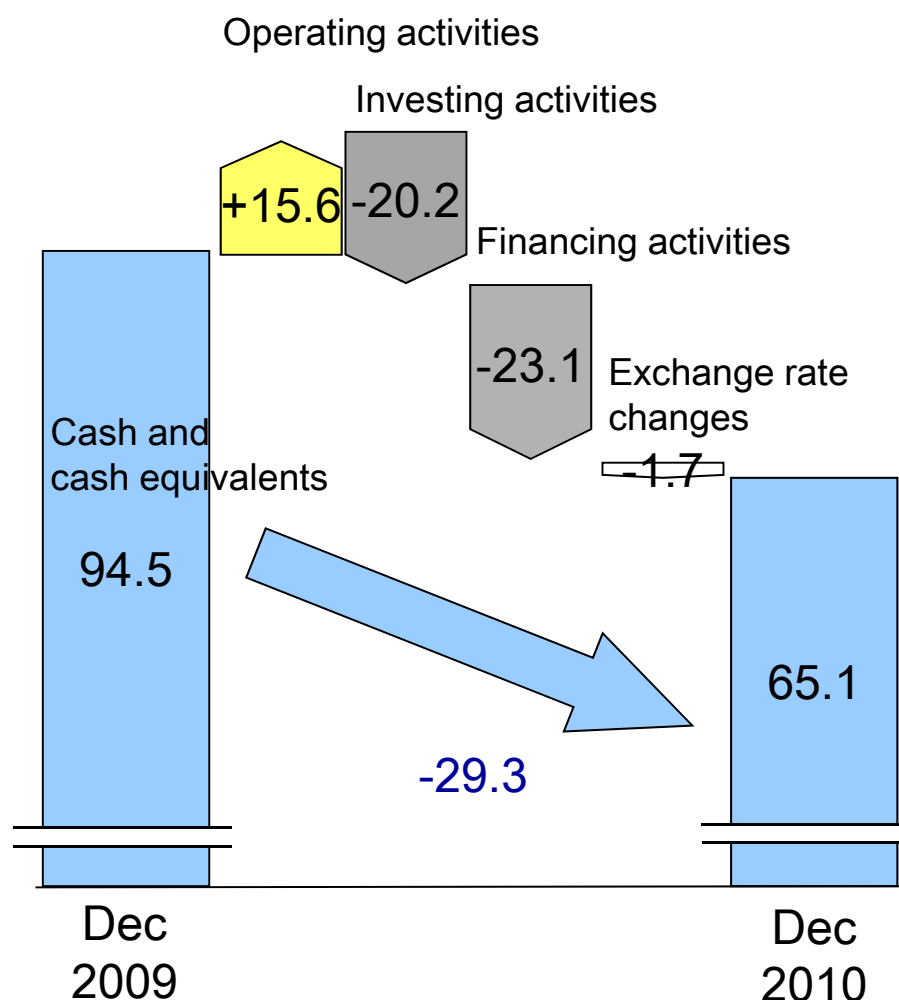 Operating activities
Investing activities
+15.6
-20.2
Financing activities
-23.1
Exchange rate
changes
-1.7
Cash and
cash equivalents
94.5
65.1
-29.3
Dec
2009
Dec
2010